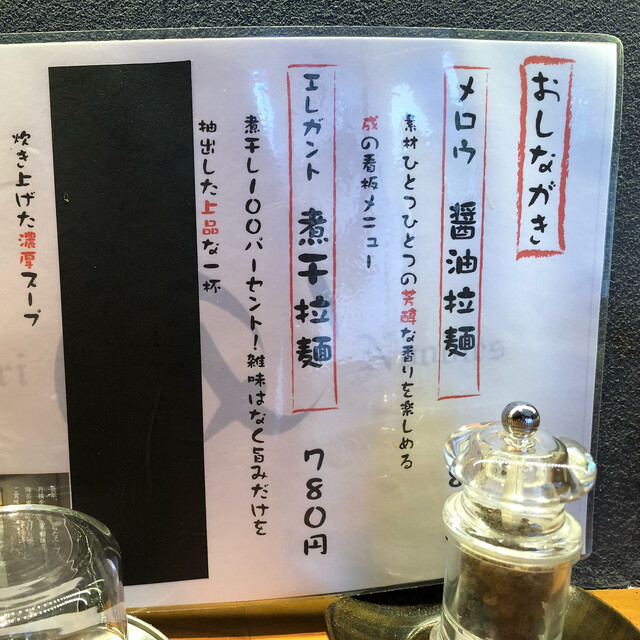 おしながき
メロウ 醤油拉麺
素材ひとつひとつの芳醇な香りを楽しめる
成の看板メニュー
エレガント 煮干拉麺 780円
煮干し100パーセント！雑味はなく旨みだけを
抽出した上品な一杯
炊き上げた濃厚スープ